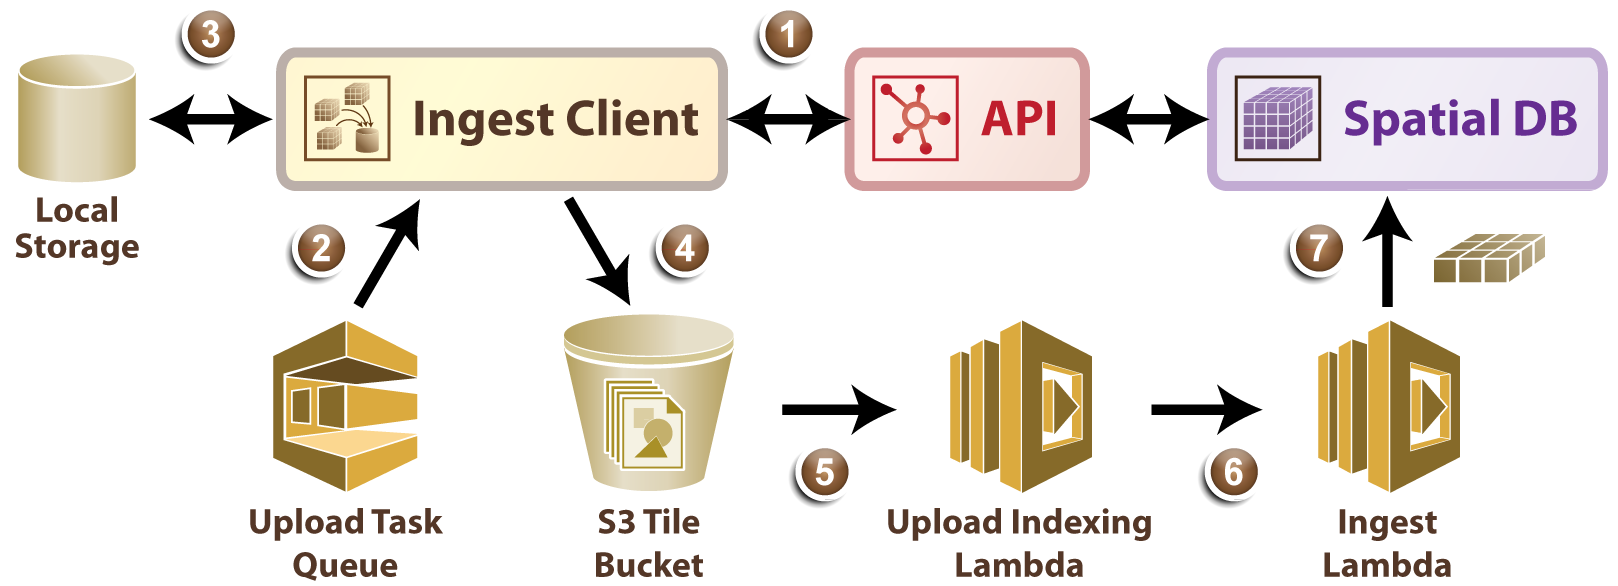 3
1
Ingest Client
API
Spatial DB
Local
Storage
2
4
7
5
6
Upload Task
Queue
S3 Tile
Bucket
Upload Indexing
Lambda
Ingest
Lambda